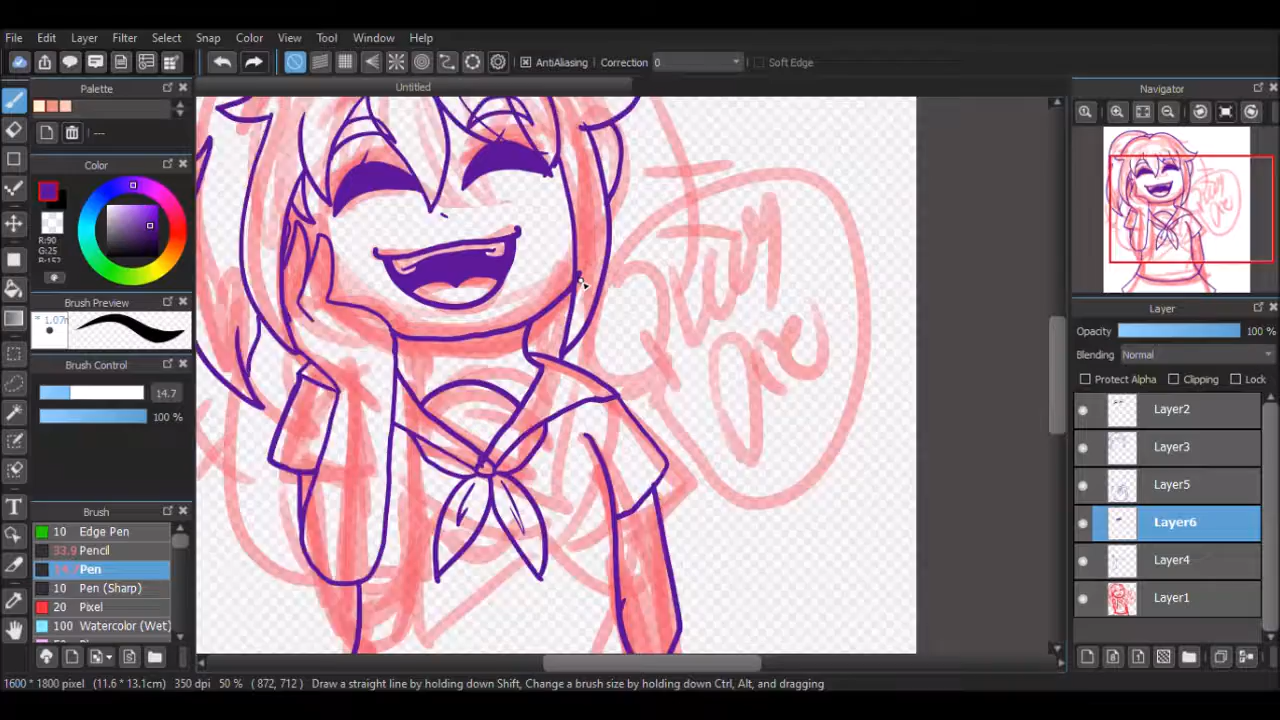 File Edit Layer Filter Select Snap Color View Tool Window Help
AntiAliasing Correction 0 Soft Edge
Palette Untitled Navigator
---
Color
R:90
G:25
B:152
Brush Preview
* 1.07m
Layer
Opacity 100 %
Brush Control
Blending Normal
Protect Alpha Clipping Lock
14.7
100 %
Layer2
Layer3
Layer5
Brush
Layer6
10 Edge Pen
33.9 Pencil
14.7 Pen
Layer4
10 Pen (Sharp)
20 Pixel
Layer1
100 Watercolor (Wet)
1600 * 1800 pixel (11.6 * 13.1cm) 350 dpi 50 % ( 872, 712 ) Draw a straight line by holding down Shift, Change a brush size by holding down Ctrl, Alt, and dragging